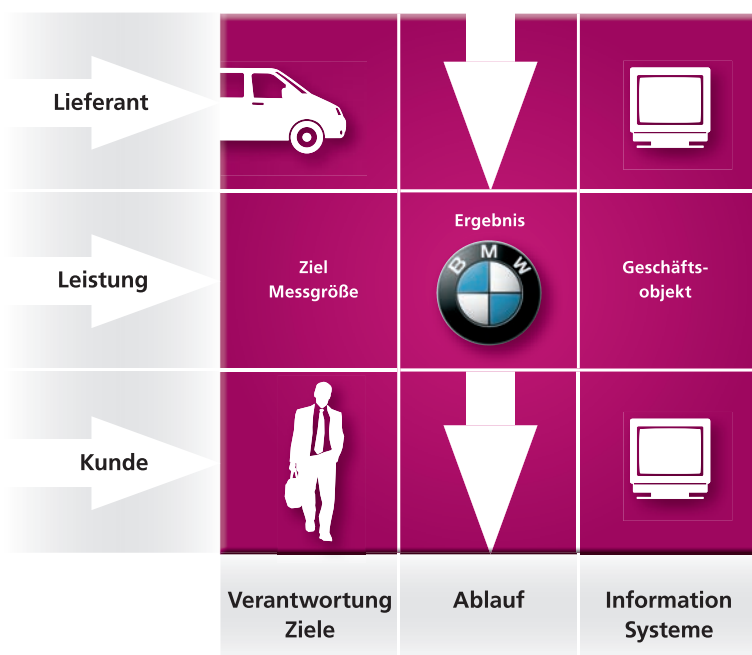 Lieferant
Ergebnis
BMW
Leistung
Ziel
Messgröße
Geschäfts-
objekt
Kunde
Verantwortung
Ziele
Ablauf
Information
Systeme